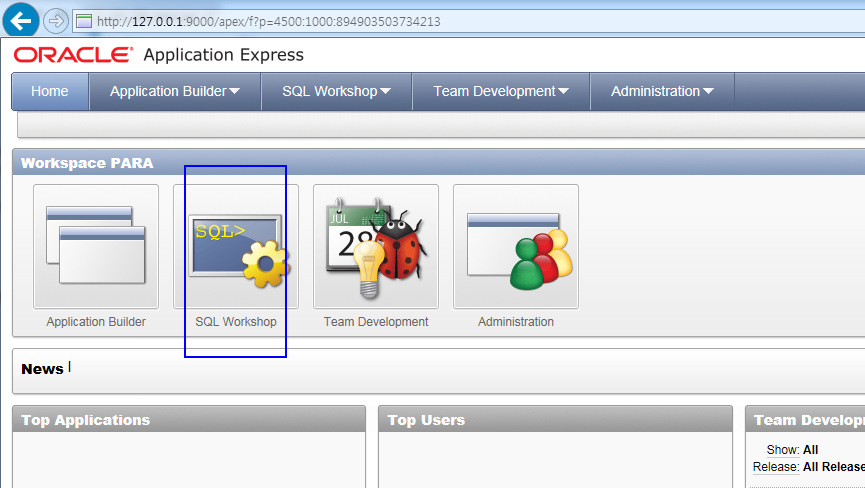 http://127.0.0.1:9000/apex/f?p=4500:1000:894903503734213
ORACLE® Application Express
Home Application Builder SQL Workshop Team Development Administration
Workspace PARA
SQL>
JUL
28
Application Builder SQL Workshop Team Development Administration
News
Top Applications Top Users Team Develop
Show: All
Release: All Release